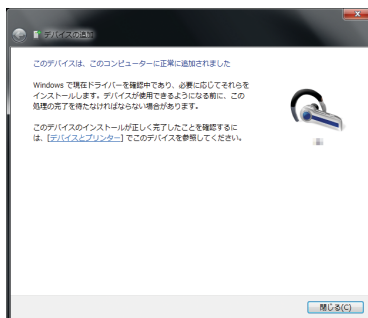 デバイスの追加
このデバイスは、このコンピューターに正常に追加されました
Windows で現在ドライバーを確認中であり、必要に応じてそれらを
インストールします。デバイスが使用できるようになる前に、この
処理の完了を待たなければならない場合があります。
このデバイスのインストールが正しく完了したことを確認するに
は、[デバイスとプリンター] でこのデバイスを参照してください。
閉じる(C)